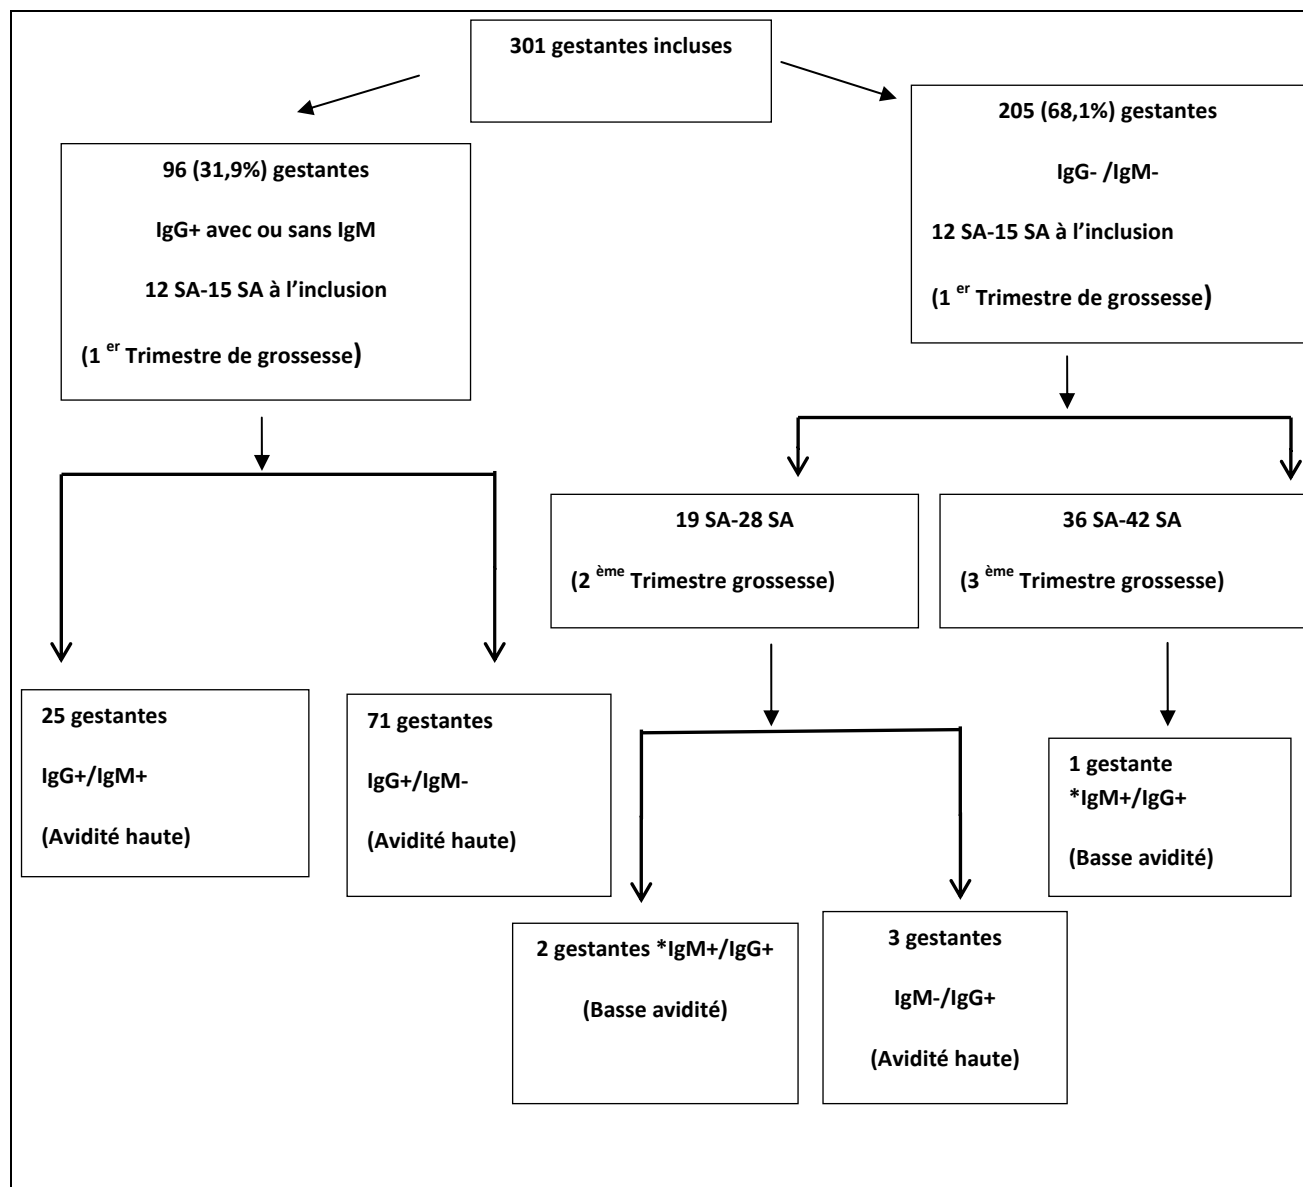 301 gestantes incluses
96 (31,9%) gestantes
IgG+ avec ou sans IgM
12 SA-15 SA à l’inclusion
(1 er Trimestre de grossesse)
205 (68,1%) gestantes
IgG- /IgM-
12 SA-15 SA à l’inclusion
(1 er Trimestre de grossesse)
19 SA-28 SA
(2 ème Trimestre grossesse)
36 SA-42 SA
(3 ème Trimestre grossesse)
25 gestantes
IgG+/IgM+
(Avidité haute)
71 gestantes
IgG+/IgM-
(Avidité haute)
2 gestantes *IgM+/IgG+
(Basse avidité)
3 gestantes
IgM-/IgG+
(Avidité haute)
1 gestante
*IgM+/IgG+
(Basse avidité)